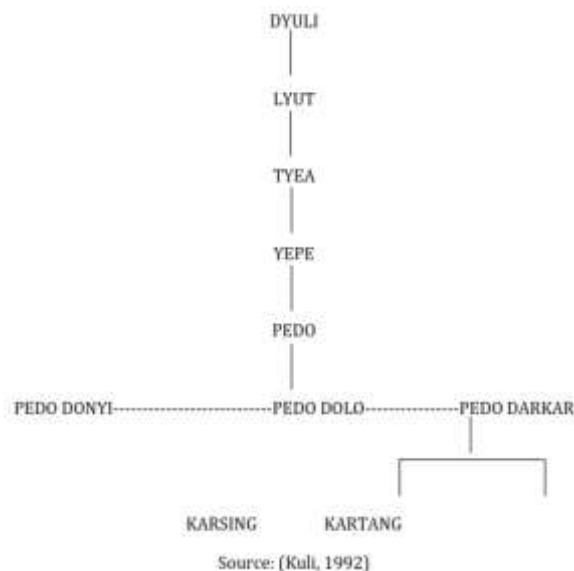 DYULI
LYUT
TYEA
YEPE
PEDO
PEDO DONYI----------------------------PEDO DOLO----------------PEDO DARKAR
KARSING KARTANG
Source: (Kuli, 1992)